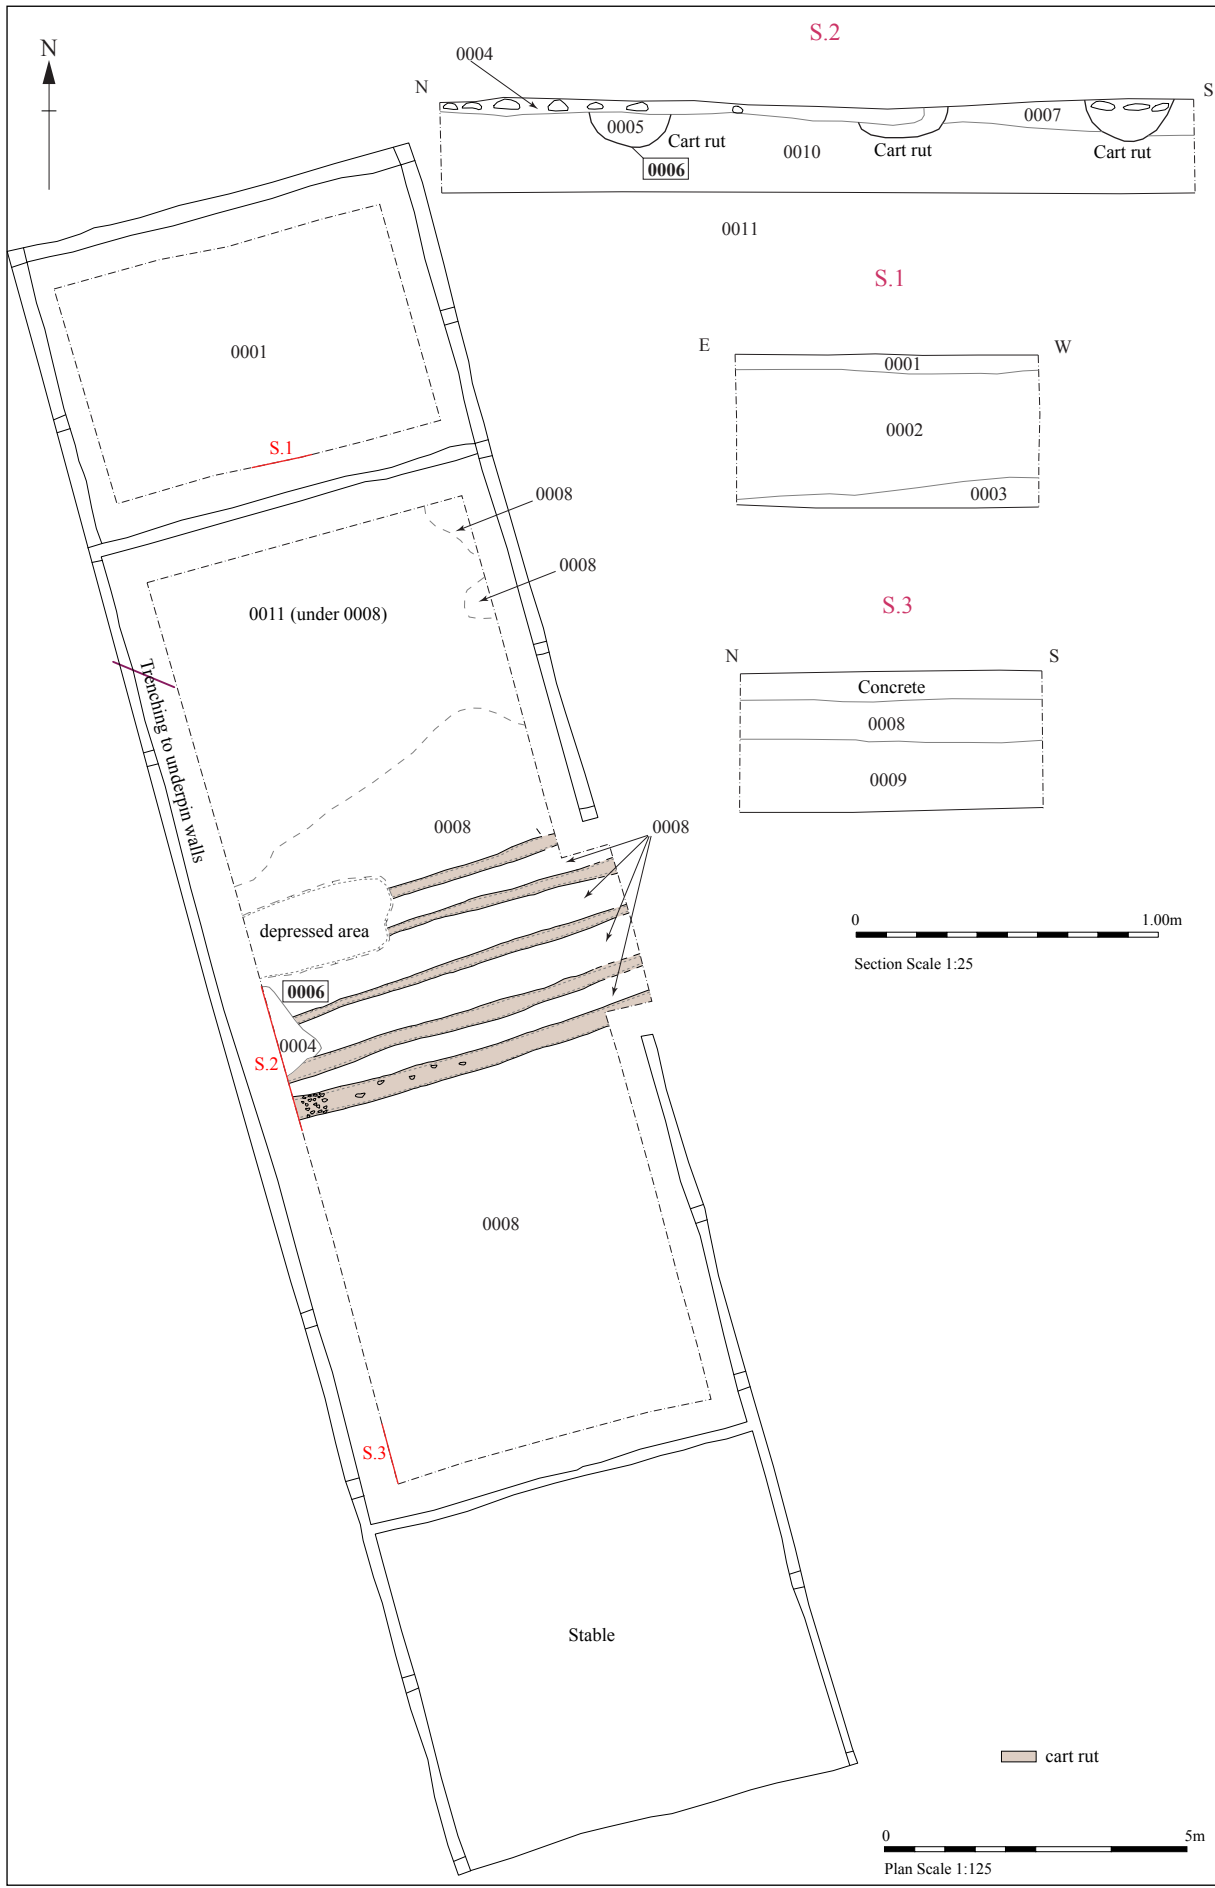 S.2
N
0004
N
S
0005
0007
Cart rut
0010
Cart rut
Cart rut
0006
0011
S.1
E
W
0001
0001
0002
S.1
0003
0008
0008
S.3
0011 (under 0008)
N
S
Trenching to underpin walls
Concrete
0008
0009
0008
0008
0
1.00m
depressed area
Section Scale 1:25
0006
0004
S.2
0008
S.3
Stable
cart rut
0
5m
Plan Scale 1:125